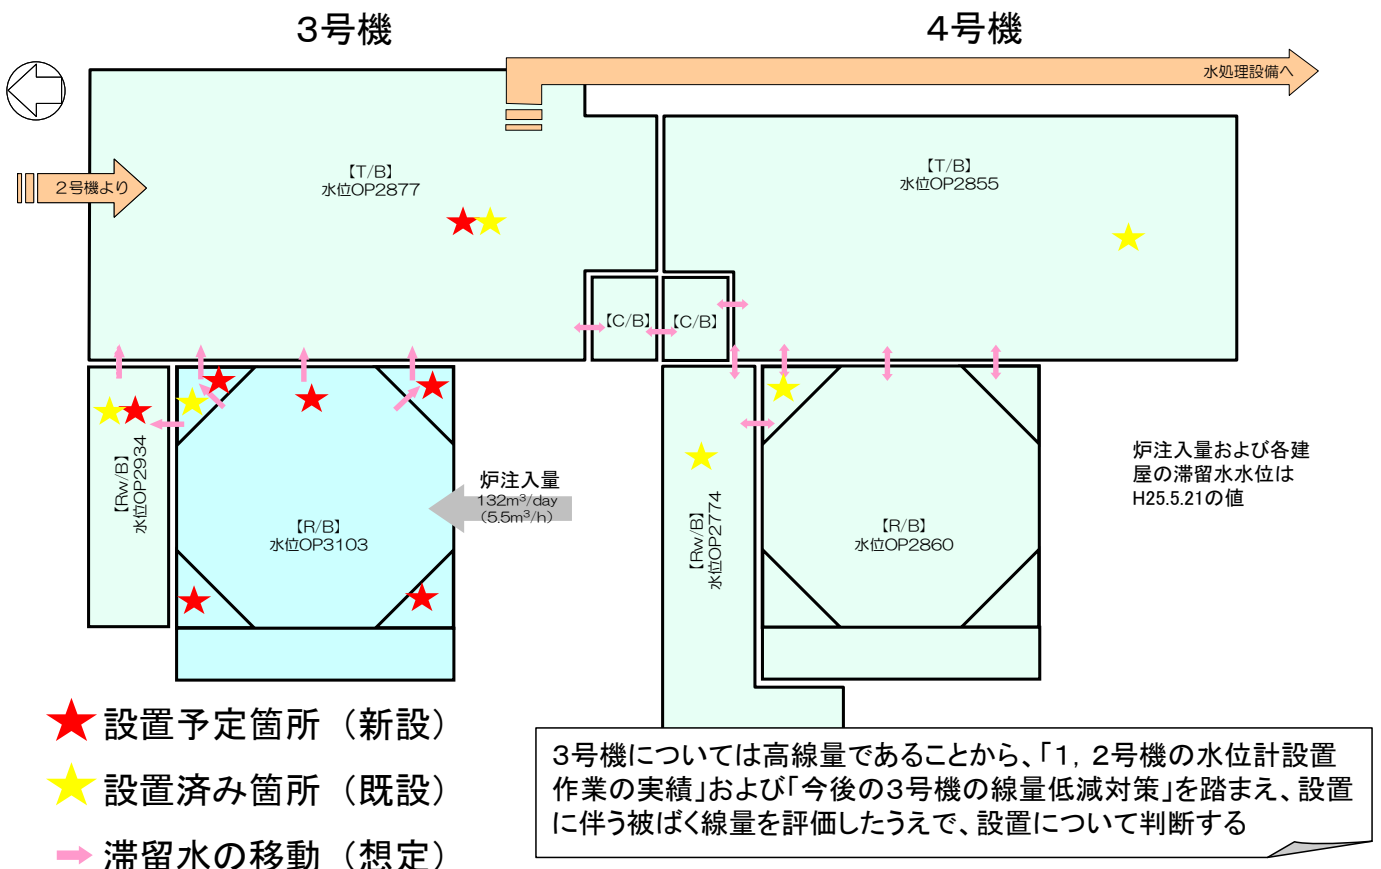 3号機
4号機
水処理設備へ
2号機より
【T/B】
水位OP2877
【T/B】
水位OP2855
【C/B】
【C/B】
【Rw/B】
水位OP2934
【R/B】
水位OP3103
炉注入量
132m³/day
(5.5m³/h)
【Rw/B】
水位OP2774
【R/B】
水位OP2860
炉注入量および各建
屋の滞留水水位は
H25.5.21の値
設置予定箇所（新設）
設置済み箇所（既設）
滞留水の移動（想定）
3号機については高線量であることから、「1，2号機の水位計設置
作業の実績」および「今後の3号機の線量低減対策」を踏まえ、設置
に伴う被ばく線量を評価したうえで、設置について判断する